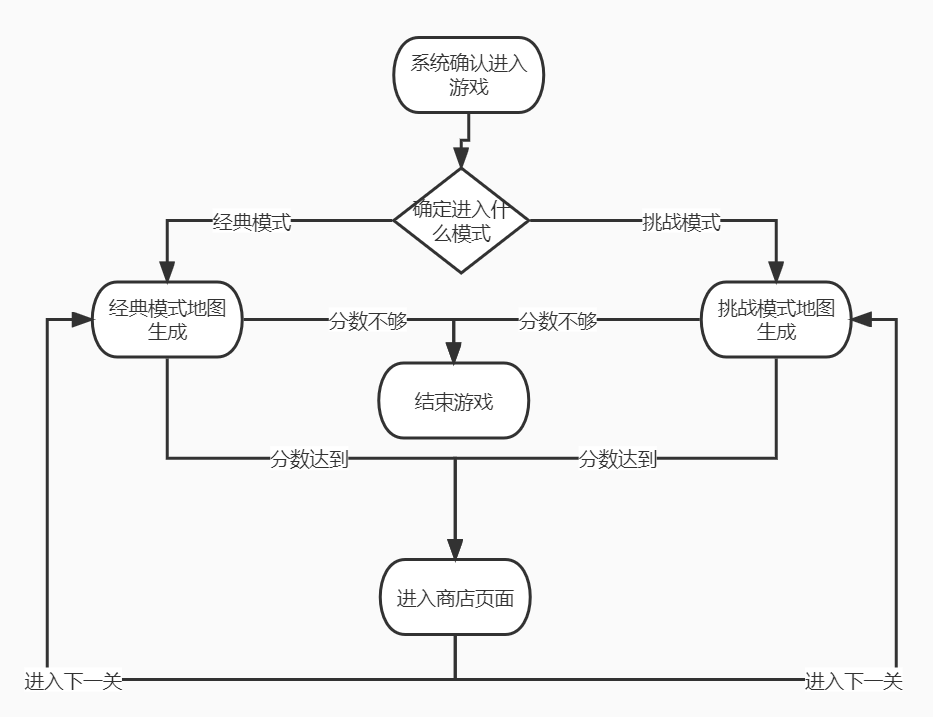 系统确认进入
游戏
确定进入什
么模式
经典模式
挑战模式
经典模式地图
生成
分数不够
分数不够
挑战模式地图
生成
结束游戏
分数达到
分数达到
进入商店页面
进入下一关
进入下一关